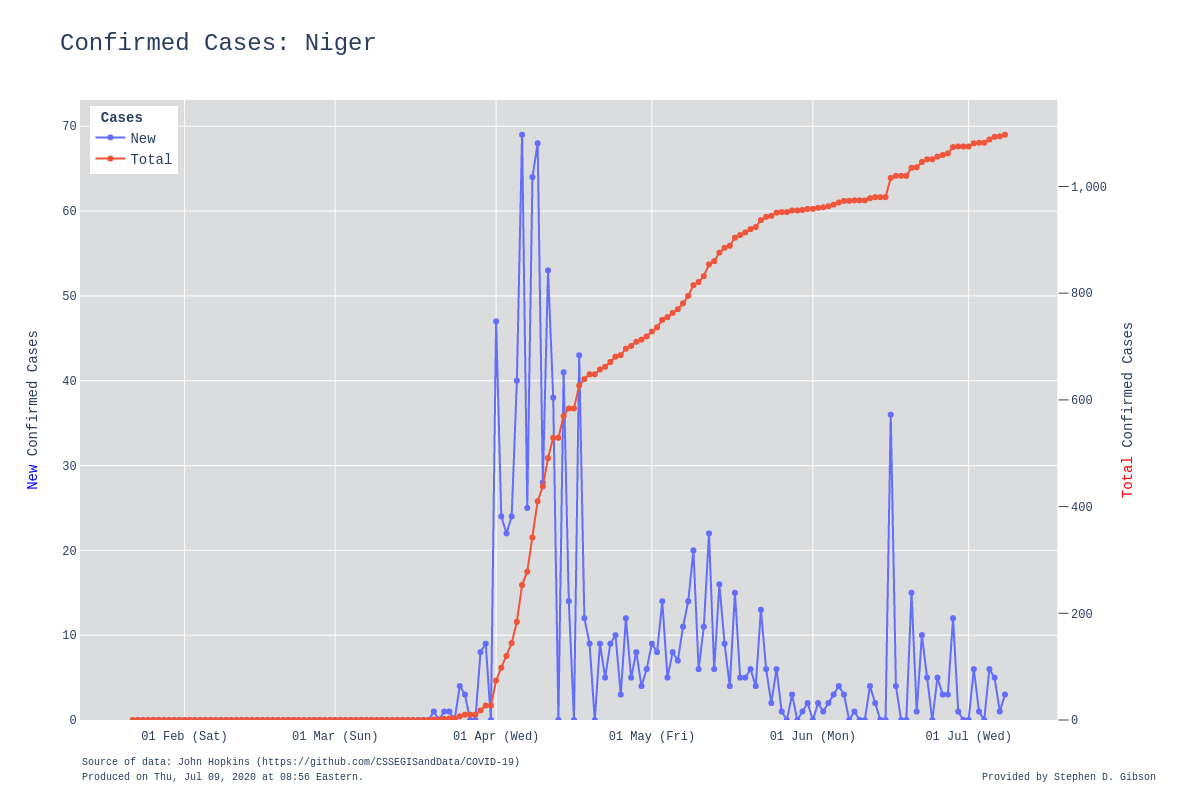 Confirmed Cases: Niger
Cases
New
Total
70
60
50
40
30
20
10
0
1,000
800
600
400
200
0
New Confirmed Cases
Total Confirmed Cases
01 Feb (Sat)
01 Mar (Sun)
01 Apr (Wed)
01 May (Fri)
01 Jun (Mon)
01 Jul (Wed)
Source of data: John Hopkins (https://github.com/CSSEGISandData/COVID-19)
Produced on Thu, Jul 09, 2020 at 08:56 Eastern.
Provided by Stephen D. Gibson